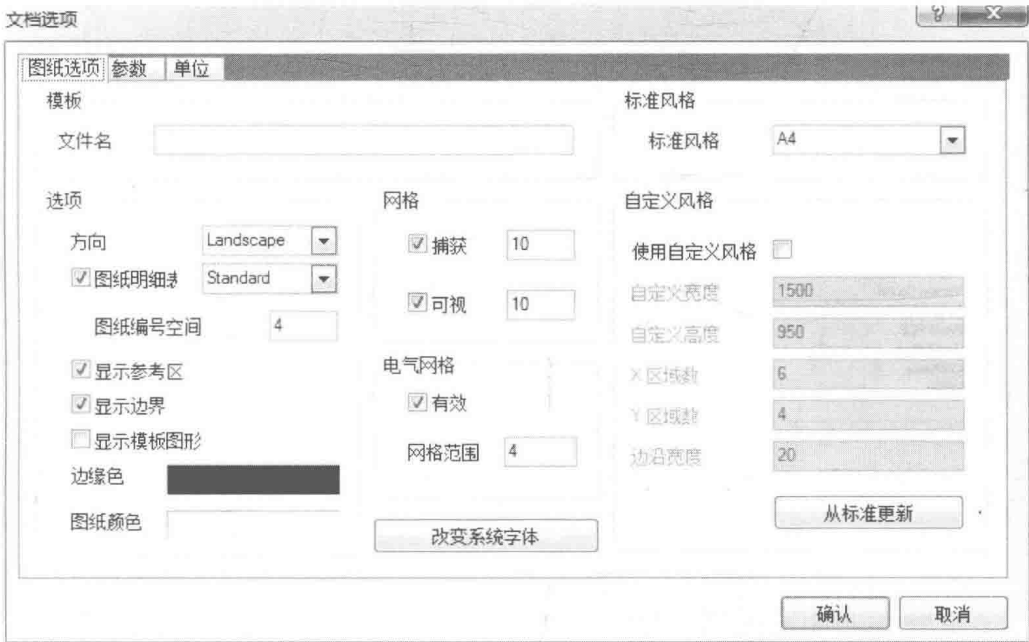 文档选项
图纸选项 参数 单位
模板
文件名
标准风格
标准风格 A4
选项
方向 Landscape
图纸明细表 Standard
图纸编号空间 4
显示参考区
显示边界
显示模板图形
边缘色
图纸颜色
网格
捕获 10
可视 10
电气网格
有效
网格范围 4
改变系统字体
自定义风格
使用自定义风格
自定义宽度 1500
自定义高度 950
X区域数 6
Y区域数 4
边沿宽度 20
从标准更新
确认 取消